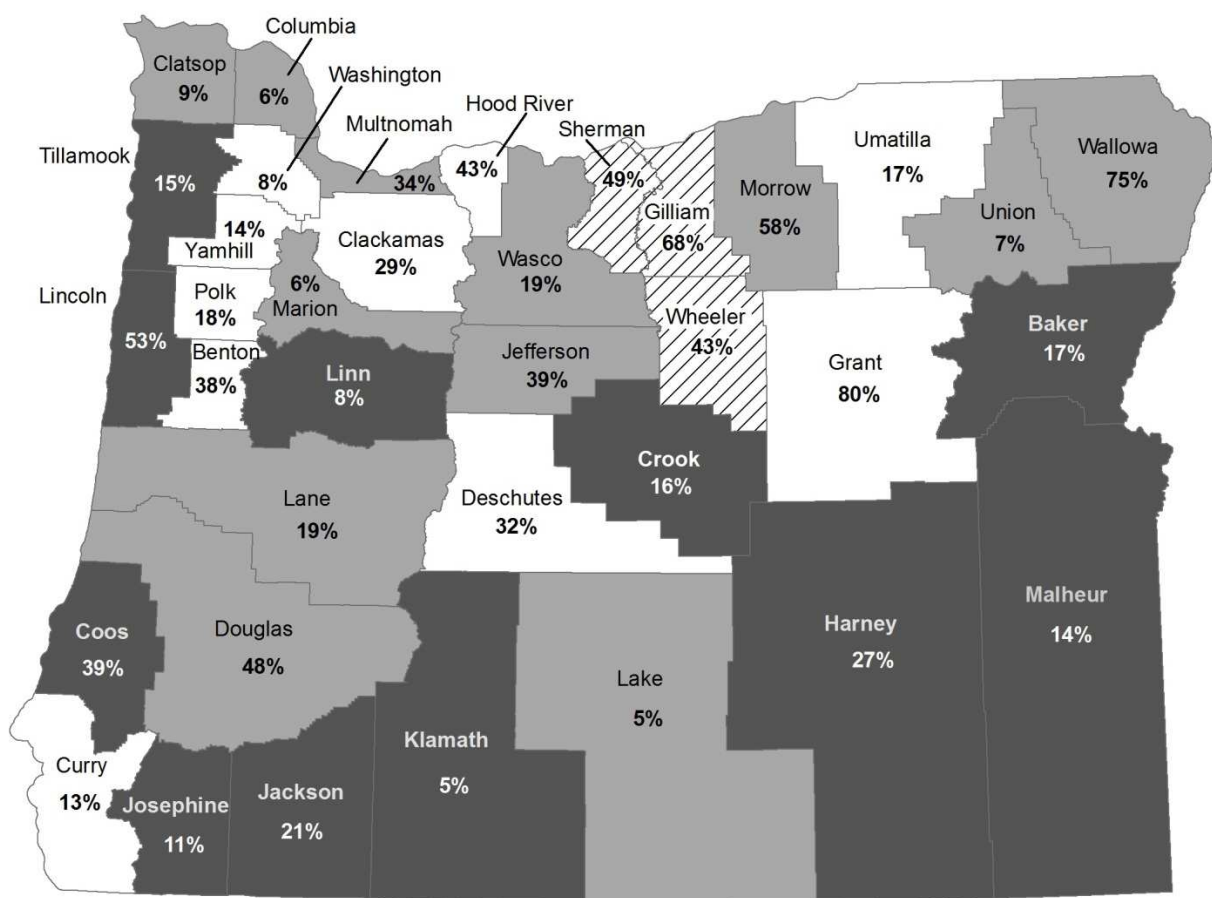 Columbia
Clatsop
9%
6%
Washington
Hood River
Multnomah
Sherman
Tillamook
15%
8%
34%
43%
49%
Umatilla
17%
Wallowa
75%
Gilliam
68%
Morrow
58%
Union
7%
14%
Yamhill
Clackamas
29%
Wasco
19%
6%
Marion
Lincoln
53%
Polk
18%
Benton
38%
Linn
8%
Jefferson
39%
Wheeler
43%
Grant
80%
Baker
17%
Crook
16%
Lane
19%
Deschutes
32%
Coos
39%
Douglas
48%
Harney
27%
Malheur
14%
Lake
5%
Klamath
5%
Curry
13%
Josephine
11%
Jackson
21%